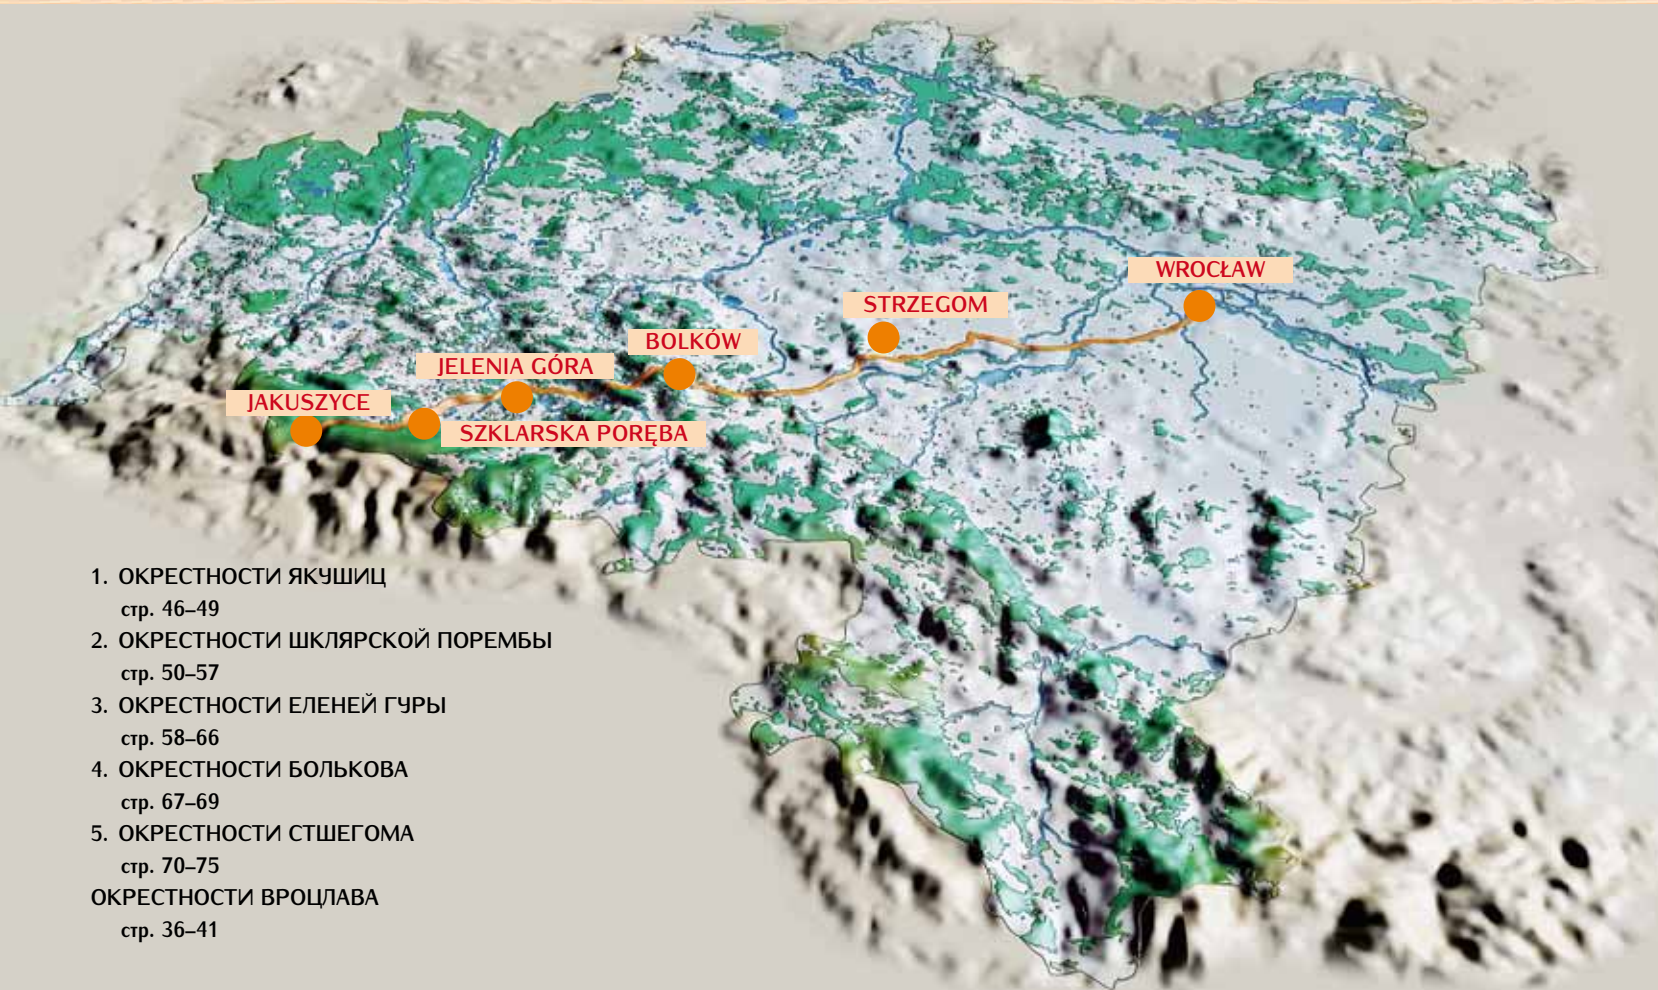 WROCŁAW
STRZEGOM
BOLKÓW
JELENIA GÓRA
JAKUSZYCE
SZKLARSKA PORĘBA
1. ОКРЕСТНОСТИ ЯКУШИЦ
стр. 46–49
2. ОКРЕСТНОСТИ ШКЛЯРСКОЙ ПОРЕМБЫ
стр. 50–57
3. ОКРЕСТНОСТИ ЕЛЕНЕЙ ГУРЫ
стр. 58–66
4. ОКРЕСТНОСТИ БОЛЬКОВА
стр. 67–69
5. ОКРЕСТНОСТИ СТШЕГОМА
стр. 70–75
ОКРЕСТНОСТИ ВРОЦЛАВА
стр. 36–41